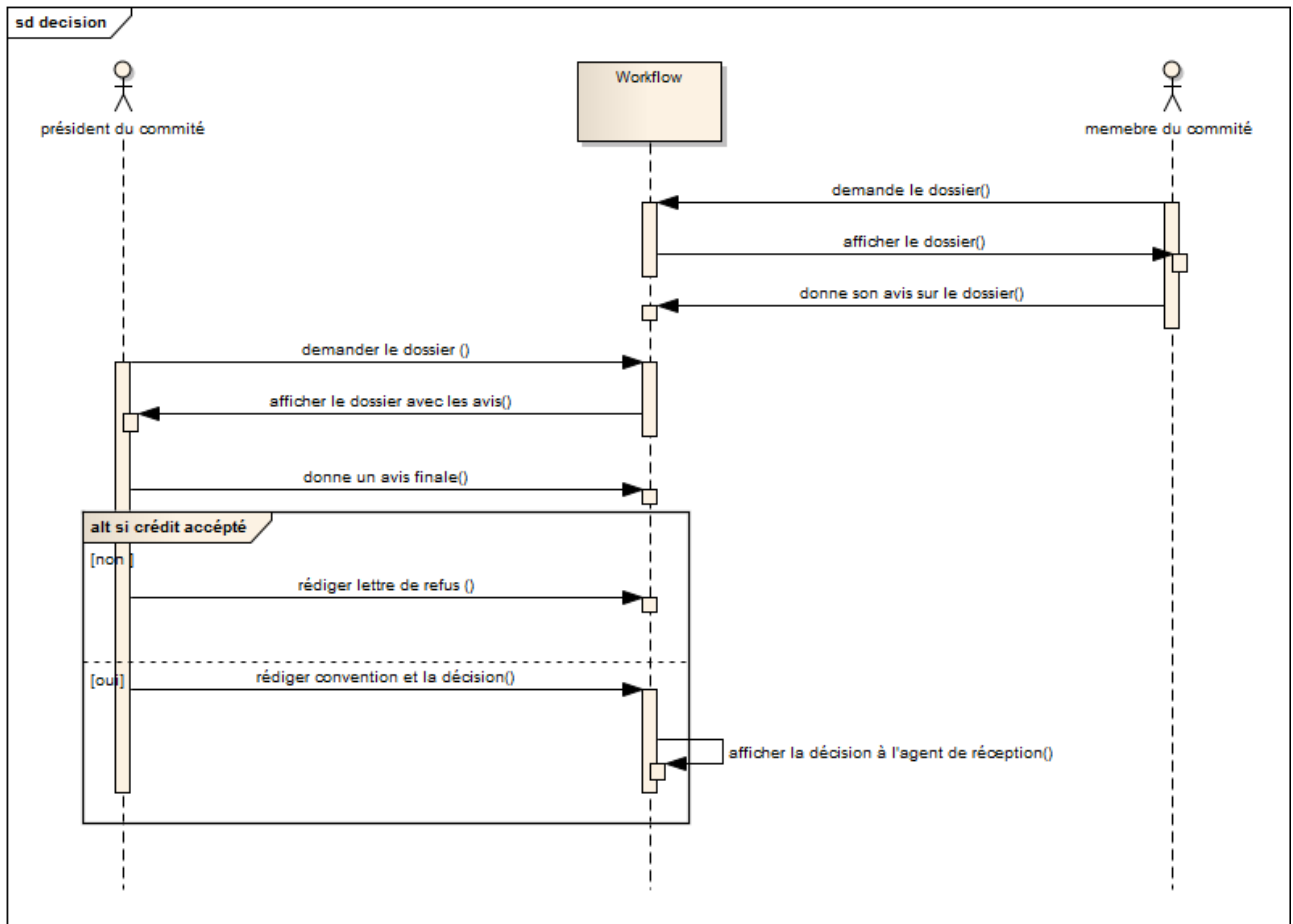 sd decision
président du commité
Workflow
memebre du commité
demande le dossier()
afficher le dossier()
donne son avis sur le dossier()
demander le dossier ()
afficher le dossier avec les avis()
donne un avis finale()
alt si crédit accépté
[non ]
rédiger lettre de refus ()
[oui]
rédiger convention et la décision()
afficher la décision à l'agent de réception()